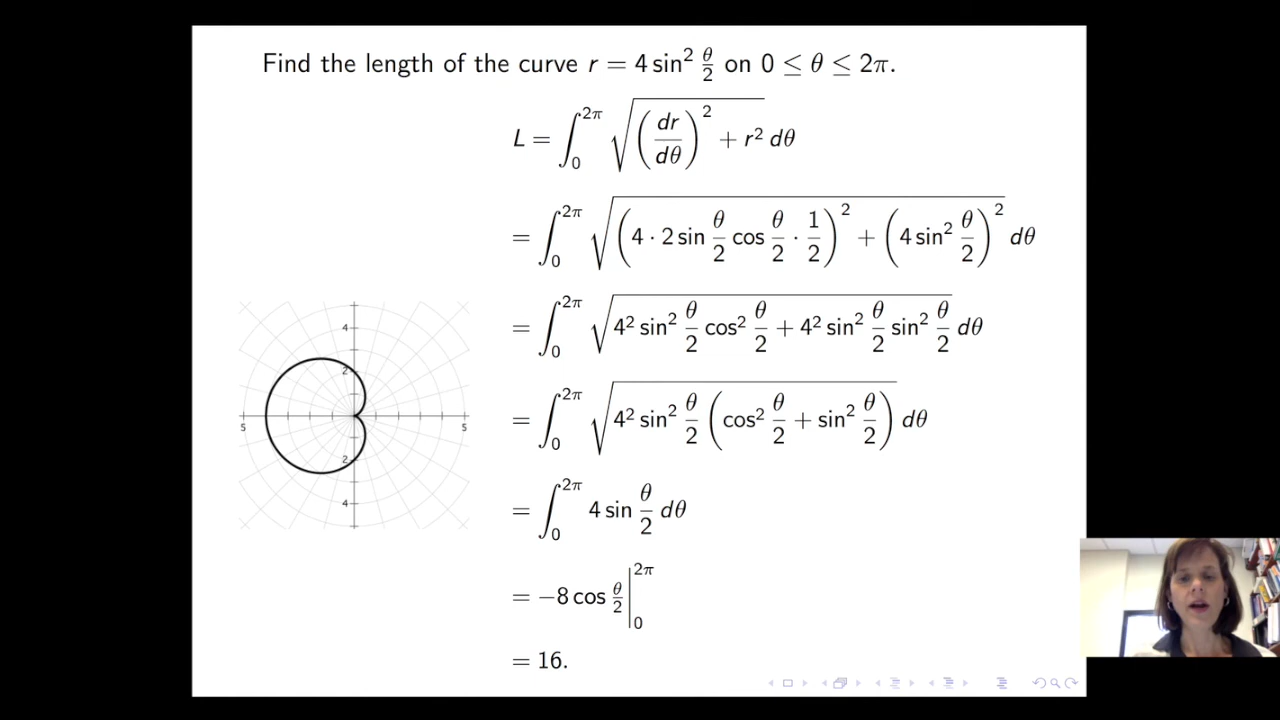 Find the length of the curve r = 4 sin² θ/2 on 0 ≤ θ ≤ 2π.
L = ∫₀^{2π} √((dr/dθ)² + r²) dθ
= ∫₀^{2π} √((4 · 2 sin θ/2 cos θ/2 · 1/2)² + (4 sin² θ/2)²) dθ
= ∫₀^{2π} √(4² sin² θ/2 cos² θ/2 + 4² sin² θ/2 sin² θ/2) dθ
= ∫₀^{2π} √(4² sin² θ/2 (cos² θ/2 + sin² θ/2)) dθ
= ∫₀^{2π} 4 sin θ/2 dθ
= −8 cos θ/2 |₀^{2π}
= 16.
4
2
5 5
2
4